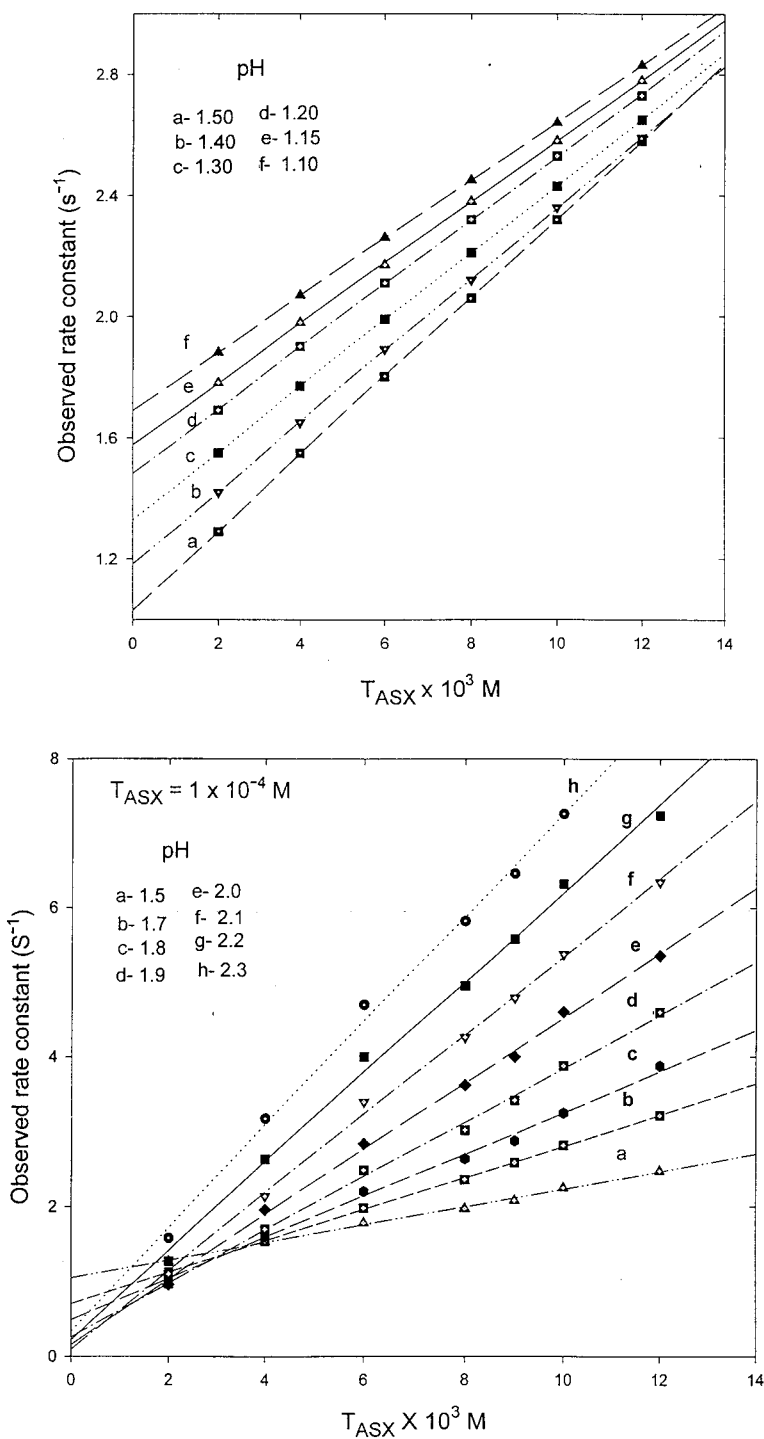 2.8
2.4
2.0
1.6
1.2
0 2 4 6 8 10 12 14
Observed rate constant (s⁻¹)
pH
a- 1.50 d- 1.20
b- 1.40 e- 1.15
c- 1.30 f- 1.10
f
e
d
c
b
a
T_ASX x 10³ M
8
6
4
2
0
0 2 4 6 8 10 12 14
Observed rate constant (S⁻¹)
T_ASX = 1 x 10⁻⁴ M
pH
a- 1.5 e- 2.0
b- 1.7 f- 2.1
c- 1.8 g- 2.2
d- 1.9 h- 2.3
h
g
f
e
d
c
b
a
T_ASX X 10³ M